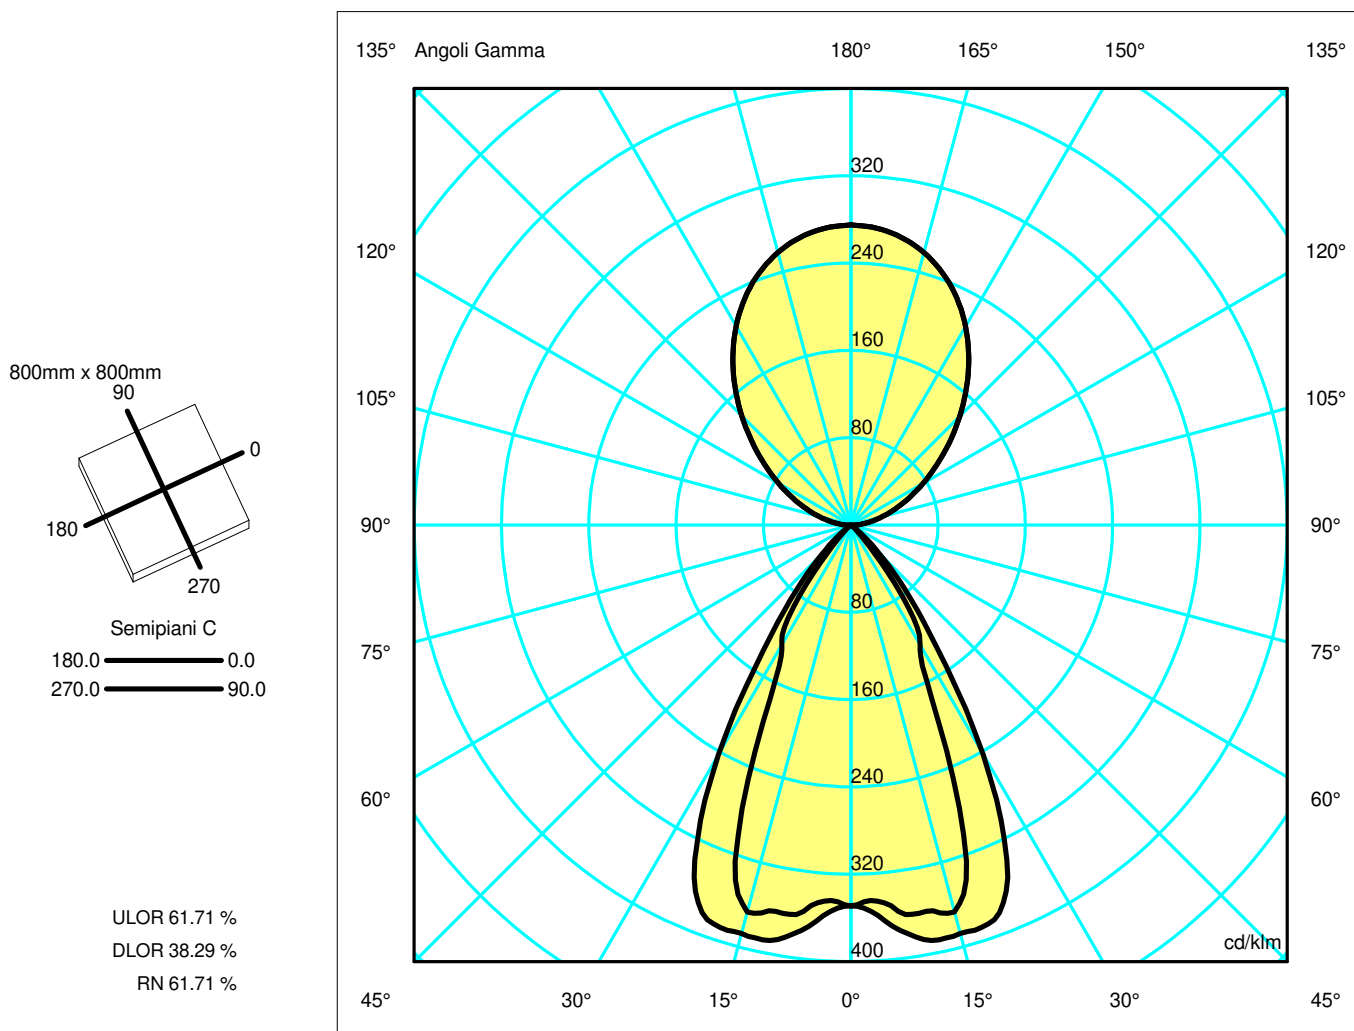 135° Angoli Gamma 180° 165° 150° 135°
320
120° 240 120°
160
800mm x 800mm
90
105° 105°
80
0
180 90° 90°
270
80
Semipiani C
180.0 0.0
75° 75°
270.0 90.0
160
240
60° 60°
320
ULOR 61.71 %
DLOR 38.29 %
400 cd/klm
RN 61.71 %
45° 30° 15° 0° 15° 30° 45°